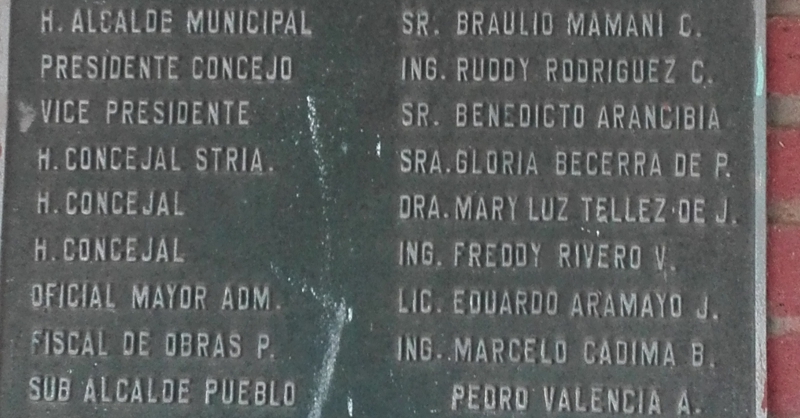 H. ALCALDE MUNICIPAL SR. BRAULIO MAMANI C.
PRESIDENTE CONCEJO ING. RUDDY RODRIGUEZ C.
VICE PRESIDENTE SR. BENEDICTO ARANCIBIA
H. CONCEJAL STRIA. SRA. GLORIA BECERRA DE P.
H. CONCEJAL DRA. MARY LUZ TELLEZ DE J.
H. CONCEJAL ING. FREDDY RIVERO V.
OFICIAL MAYOR ADM. LIC. EDUARDO ARAMAYO J.
FISCAL DE OBRAS P. ING. MARCELO CADIMA B.
SUB ALCALDE PUEBLO PEDRO VALENCIA A.